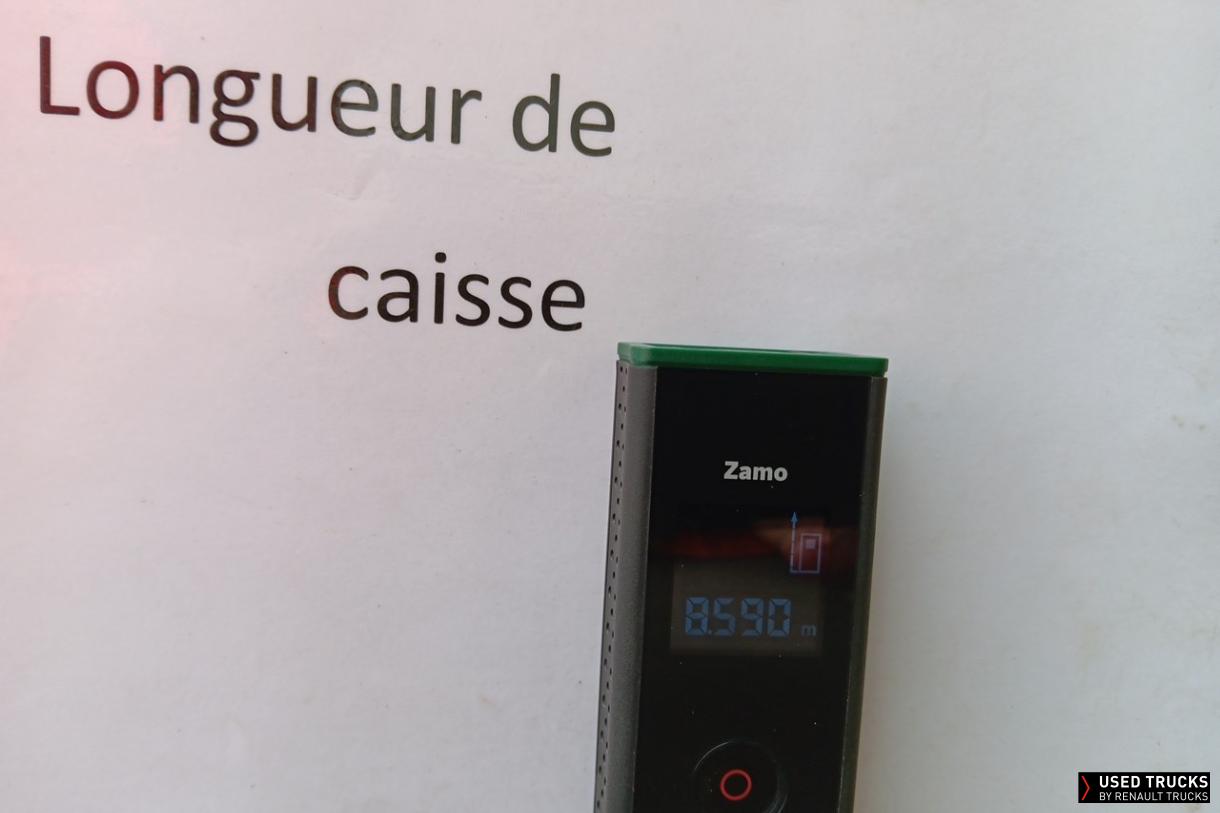 Longueur de
caisse
Zamo
8.590 m
USED TRUCKS
BY RENAULT TRUCKS